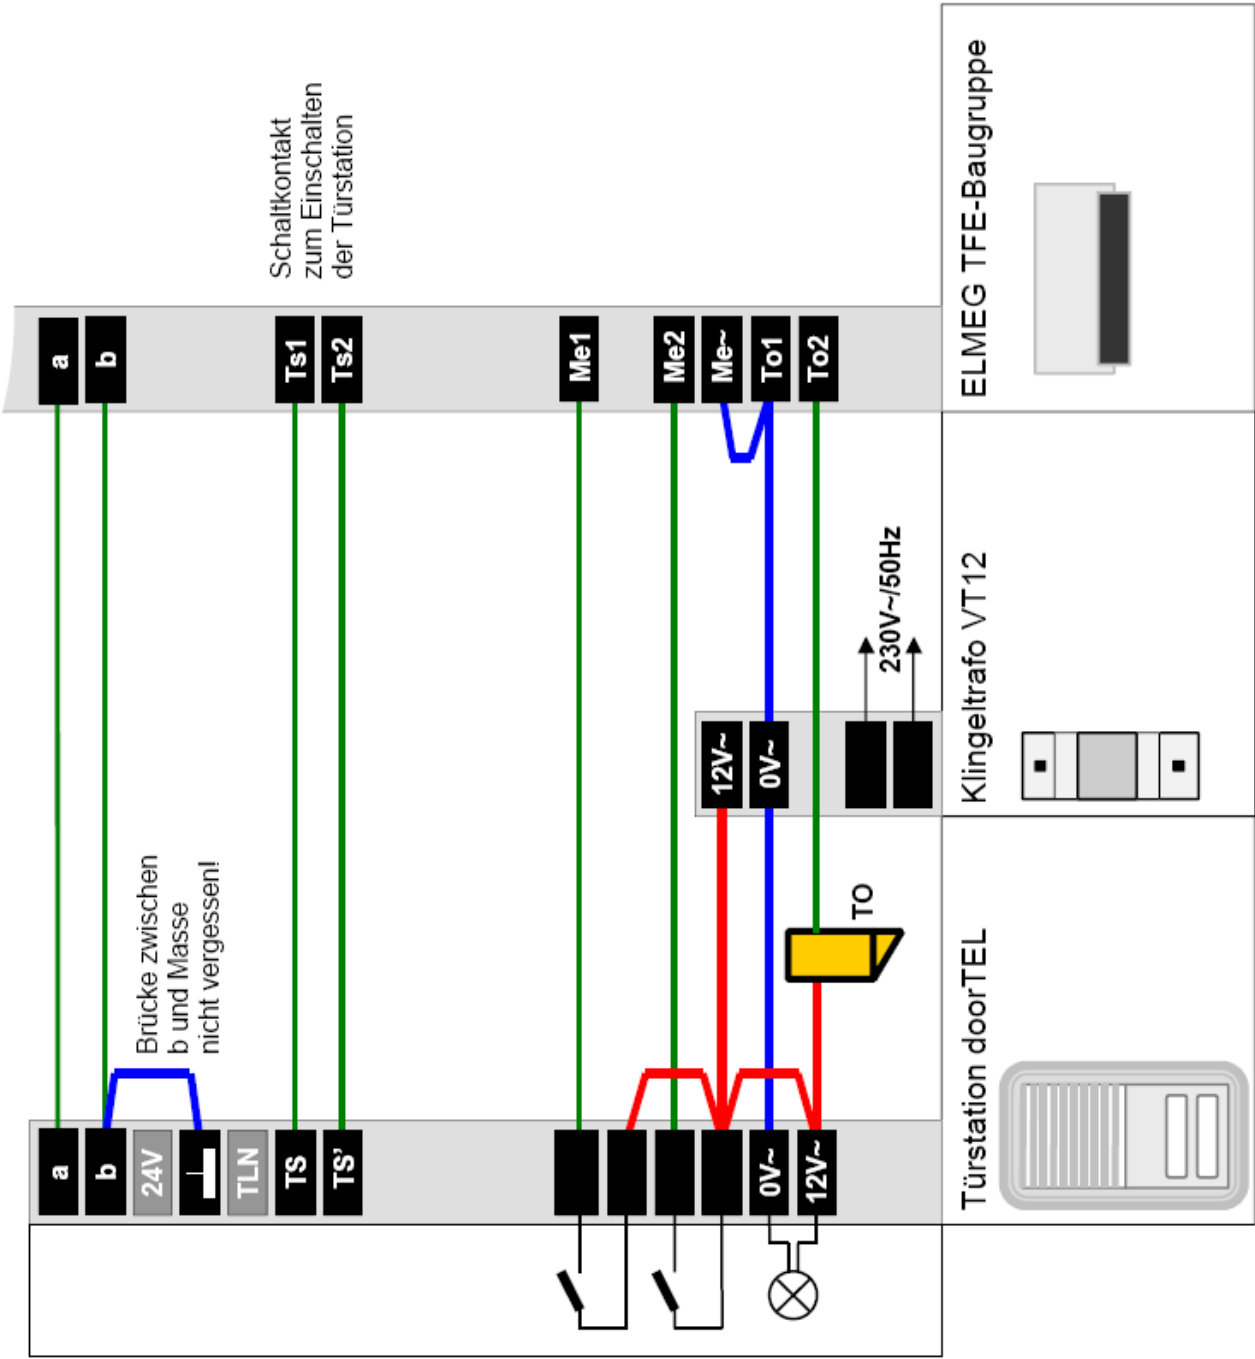 Türstation doorTEL
Klingeltrafo VT12
ELMEG TFE-Baugruppe
a
b
24V
TLN
TS
TS'
0V~
12V~
Brücke zwischen
b und Masse
nicht vergessen!
TO
12V~
0V~
230V~/50Hz
a
b
Ts1
Ts2
Me1
Me2
Me~
To1
To2
Schaltkontakt
zum Einschalten
der Türstation